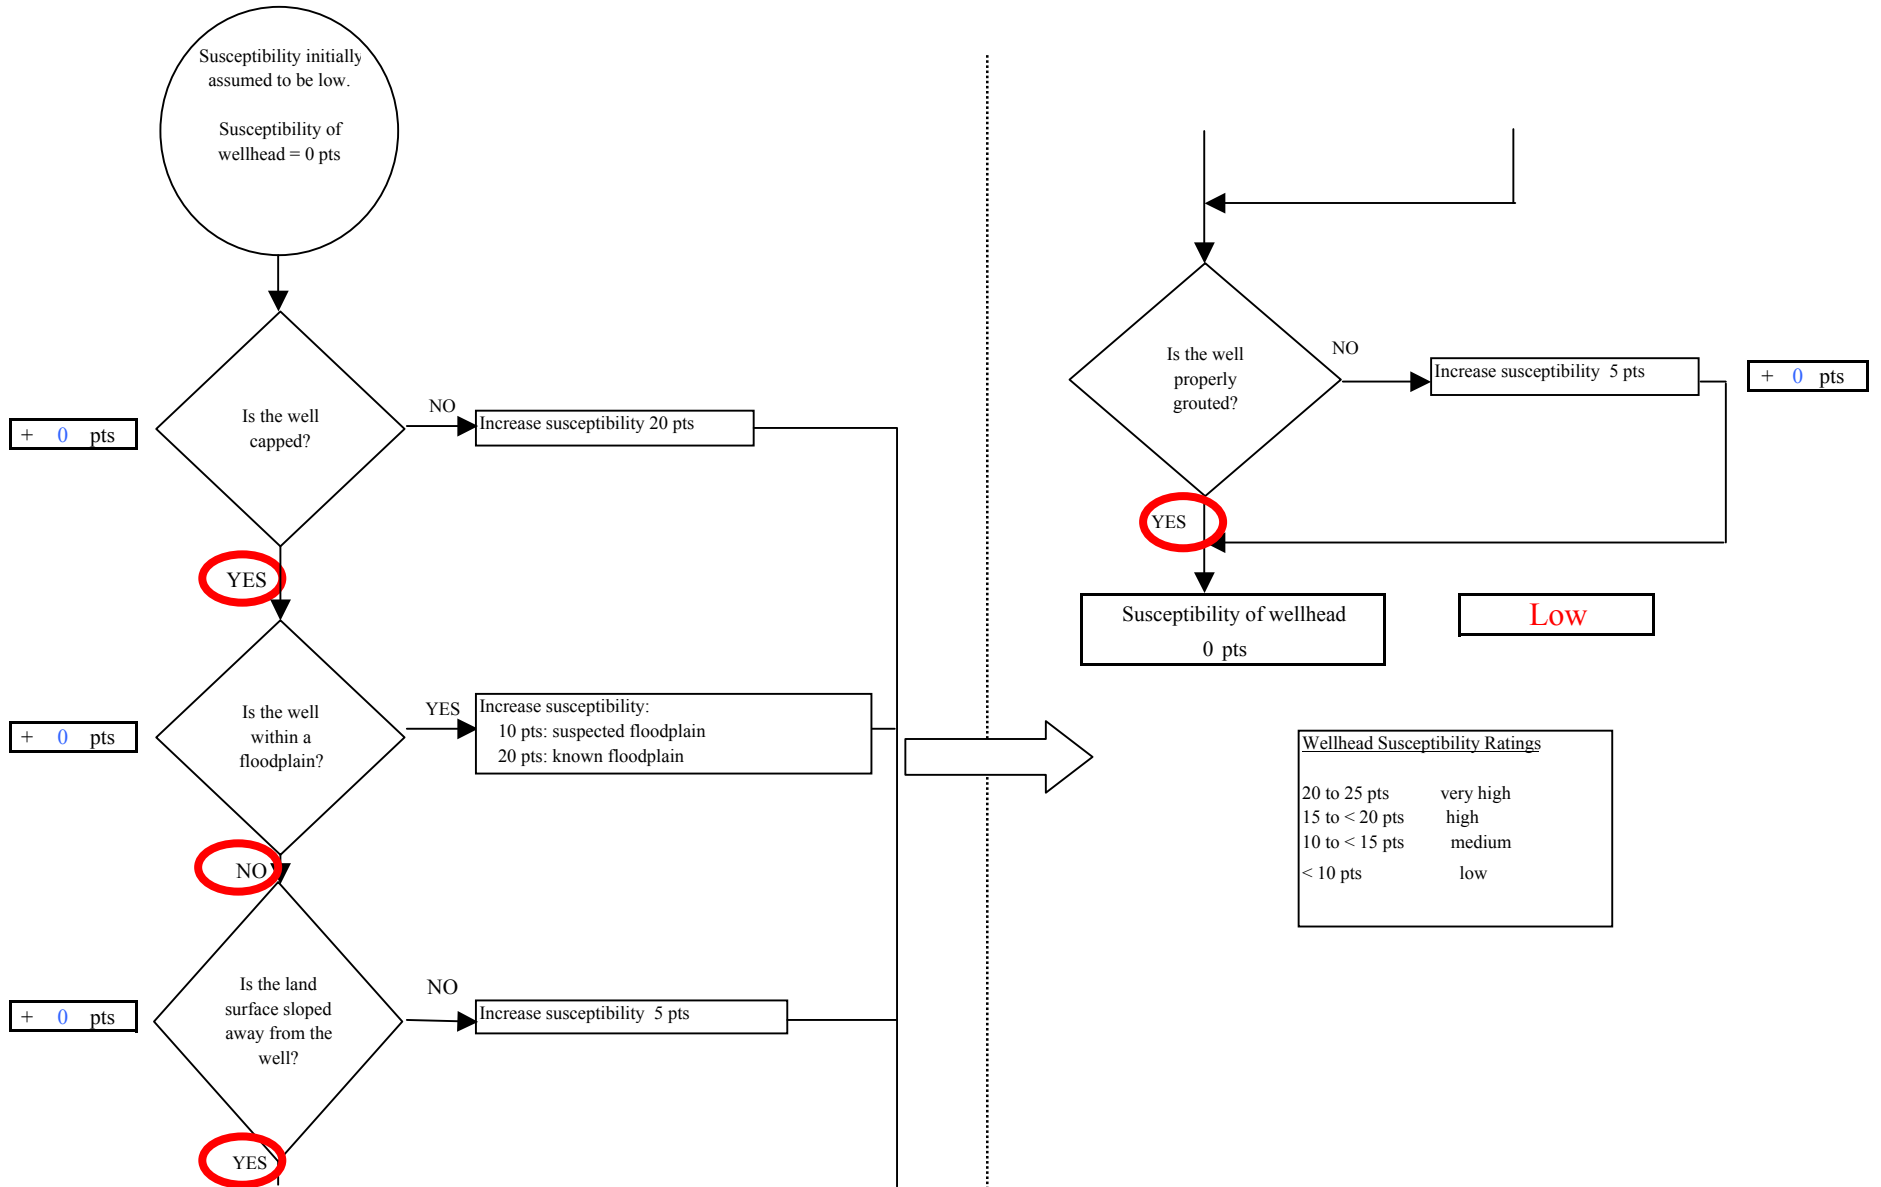 Susceptibility initially
assumed to be low.
Susceptibility of
wellhead = 0 pts
Is the well
capped?
NO
Increase susceptibility 20 pts
+ 0 pts
YES
Is the well
within a
floodplain?
YES
Increase susceptibility:
10 pts: suspected floodplain
20 pts: known floodplain
+ 0 pts
NO
Is the land
surface sloped
away from the
well?
NO
Increase susceptibility 5 pts
+ 0 pts
YES
Is the well
properly
grouted?
NO
Increase susceptibility 5 pts
+ 0 pts
YES
Susceptibility of wellhead
0 pts
Low
Wellhead Susceptibility Ratings
20 to 25 pts very high
15 to < 20 pts high
10 to < 15 pts medium
< 10 pts low